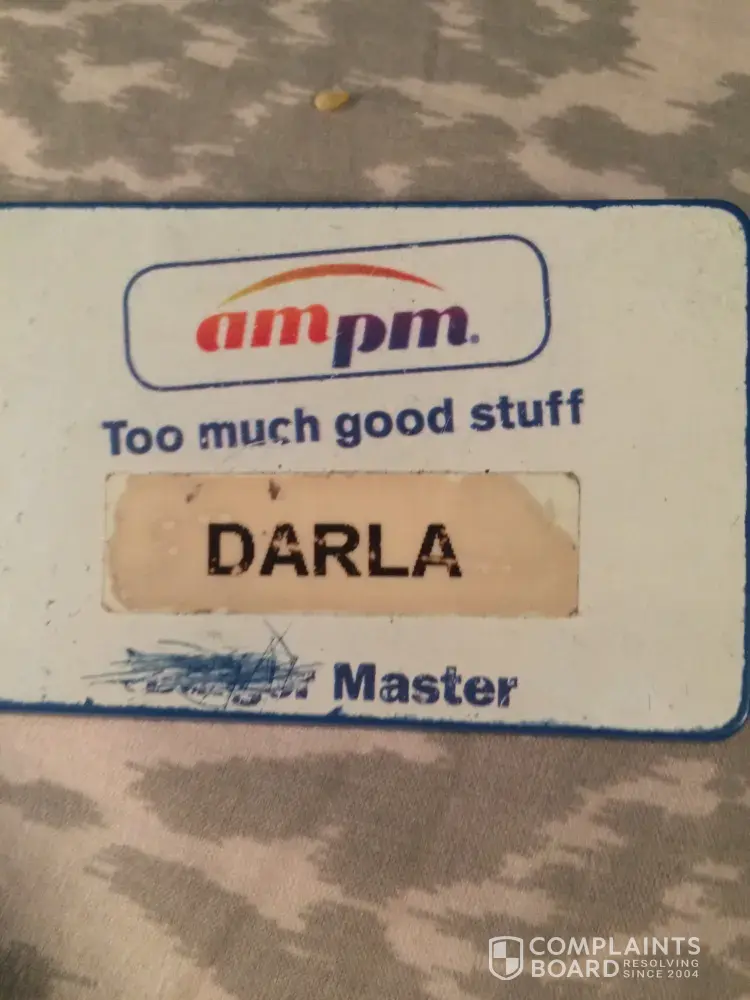 ampm.
Too much good stuff
DARLA
Master
COMPLAINTS
BOARD RESOLVING SINCE 2004